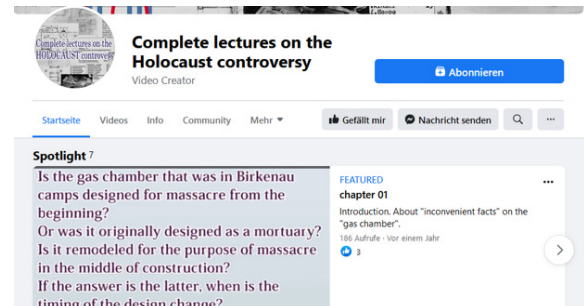 Complete lectures on the
HOLOCAUST controversy
Complete lectures on the
Holocaust controversy
Video Creator
Abonnieren
Startseite Videos Info Community Mehr
Gefällt mir Nachricht senden
Spotlight 7
Is the gas chamber that was in Birkenau
camps designed for massacre from the
beginning?
Or was it originally designed as a mortuary?
Is it remodeled for the purpose of massacre
in the middle of construction?
If the answer is the latter, when is the
timing of the design change?
FEATURED
chapter 01
Introduction. About "inconvenient facts" on the
"gas chamber".
186 Aufrufe · Vor einem Jahr
3